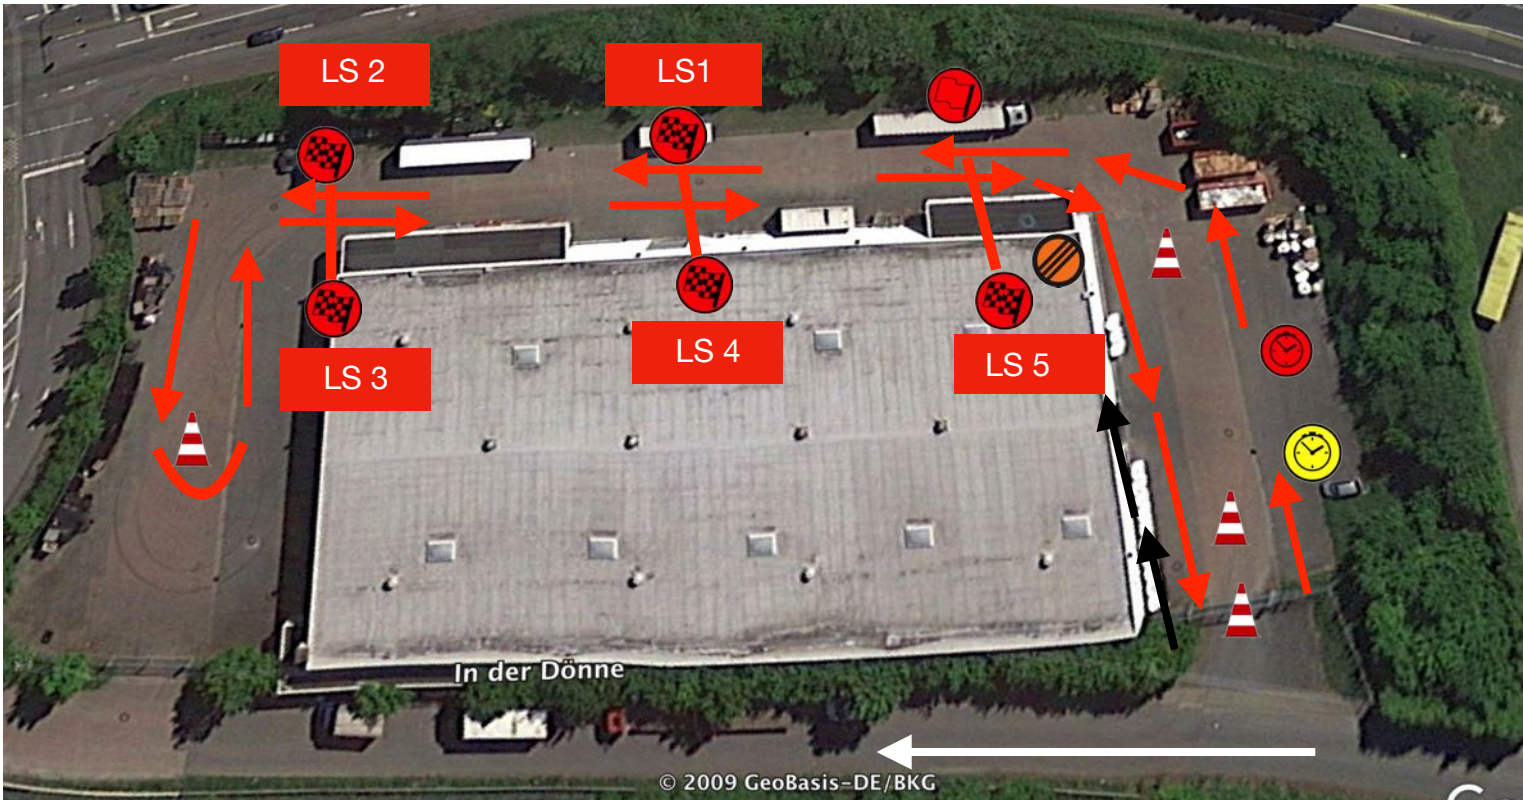 LS 2
LS1
LS 3
LS 4
LS 5
In der Dönne
© 2009 GeoBasis-DE/BKG